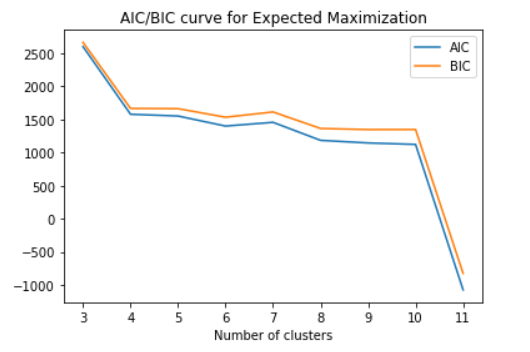 AIC/BIC curve for Expected Maximization
AIC
BIC
2500
2000
1500
1000
500
0
−500
−1000
3 4 5 6 7 8 9 10 11
Number of clusters